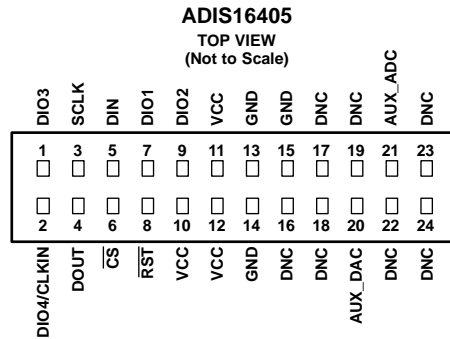 ADIS16405
TOP VIEW
(Not to Scale)
DIO3 SCLK DIN DIO1 DIO2 VCC GND GND DNC DNC AUX_ADC DNC
1 3 5 7 9 11 13 15 17 19 21 23
2 4 6 8 10 12 14 16 18 20 22 24
DIO4/CLKIN DOUT CS RST VCC VCC GND DNC DNC AUX_DAC DNC DNC